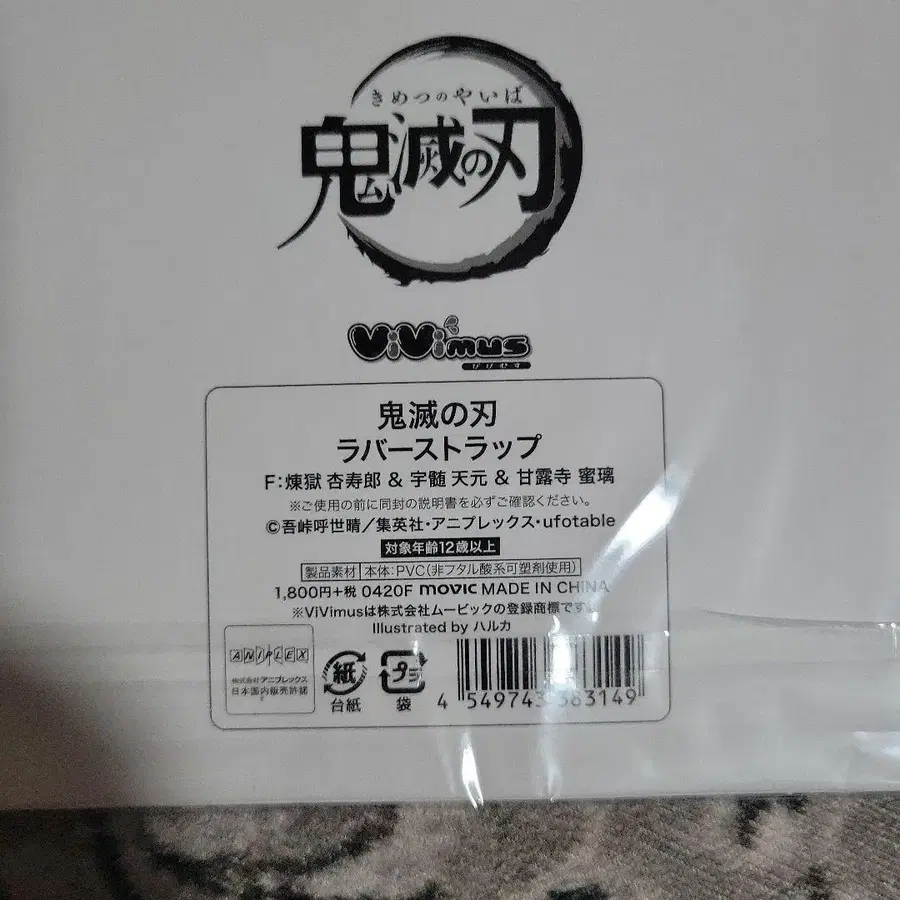 きめつのやいば
鬼滅の刃
ViVimus
びびむす
鬼滅の刃
ラバーストラップ
F:煉獄 杏寿郎 & 宇髄 天元 & 甘露寺 蜜璃
※ご使用の前に同封の説明書を必ずご確認ください。
©吾峠呼世晴/集英社・アニプレックス・ufotable
対象年齢12歳以上
製品素材 本体:PVC(非フタル酸系可塑剤使用)
1,800円+税 0420F movic MADE IN CHINA
※ViVimusは株式会社ムービックの登録商標です。
Illustrated by ハルカ
ANIPLEX
株式会社アニプレックス
日本国内販売許諾
紙
台紙
プラ
袋
4 549743 563149